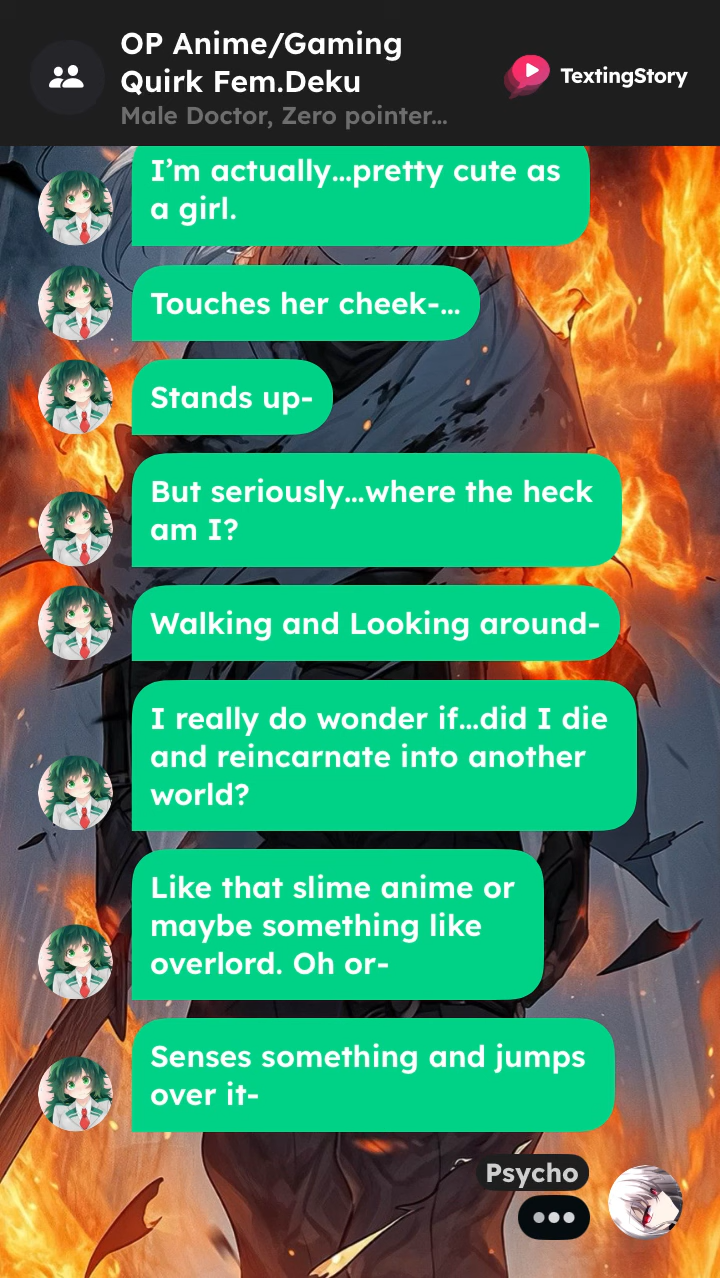 OP Anime/Gaming
Quirk Fem.Deku
Male Doctor, Zero pointer...
TextingStory
I’m actually...pretty cute as
a girl.
Touches her cheek-...
Stands up-
But seriously...where the heck
am I?
Walking and Looking around-
I really do wonder if...did I die
and reincarnate into another
world?
Like that slime anime or
maybe something like
overlord. Oh or-
Senses something and jumps
over it-
Psycho